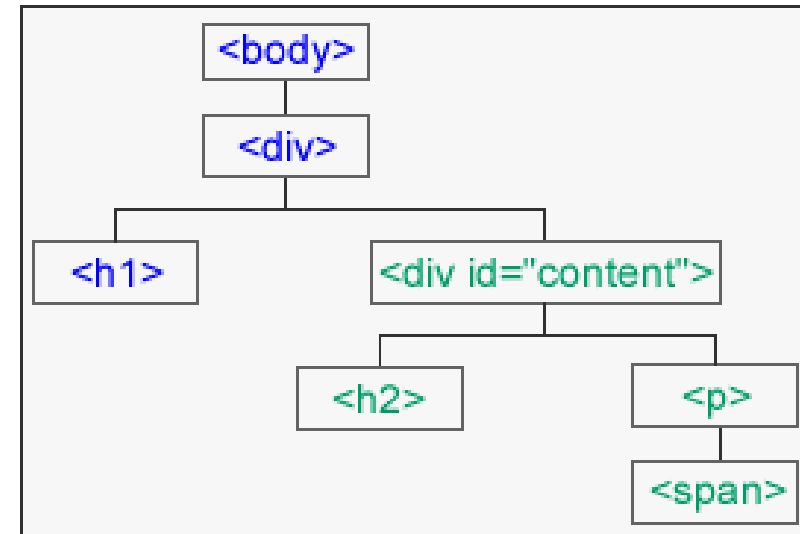 <body>
<div>
<h1>
<div id="content">
<h2>
<p>
<span>